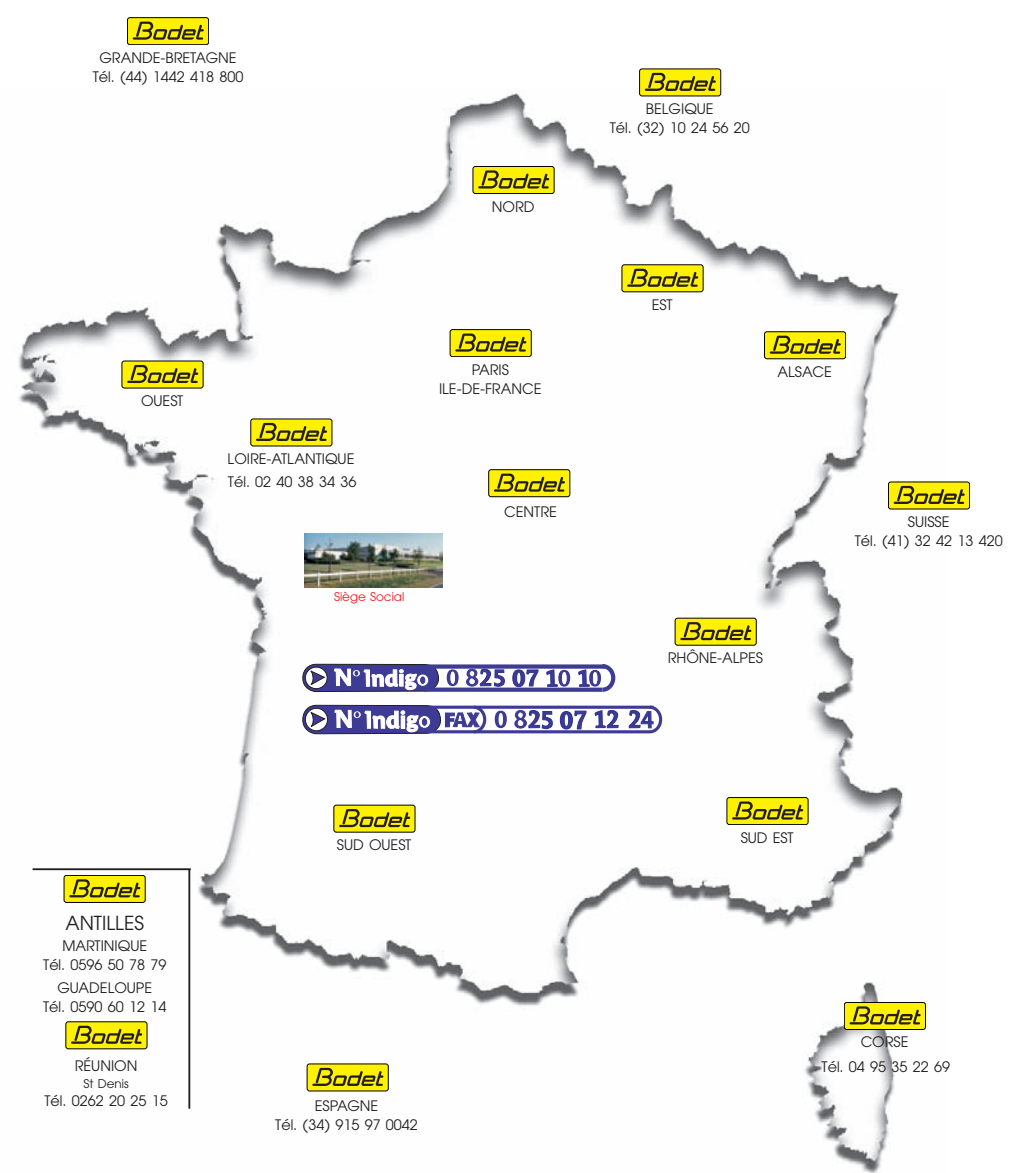 Bodet
GRANDE-BRETAGNE
Tél. (44) 1442 418 800
Bodet
BELGIQUE
Tél. (32) 10 24 56 20
Bodet
NORD
Bodet
EST
Bodet
PARIS
ILE-DE-FRANCE
Bodet
ALSACE
Bodet
OUEST
Bodet
LOIRE-ATLANTIQUE
Tél. 02 40 38 34 36
Bodet
CENTRE
Bodet
SUISSE
Tél. (41) 32 42 13 420
Siège Social
Bodet
RHÔNE-ALPES
N° Indigo 0 825 07 10 10
N° Indigo FAX 0 825 07 12 24
Bodet
SUD OUEST
Bodet
SUD EST
Bodet
ANTILLES
MARTINIQUE
Tél. 0596 50 78 79
GUADELOUPE
Tél. 0590 60 12 14
Bodet
RÉUNION
St Denis
Tél. 0262 20 25 15
Bodet
ESPAGNE
Tél. (34) 915 97 0042
Bodet
CORSE
Tél. 04 95 35 22 69